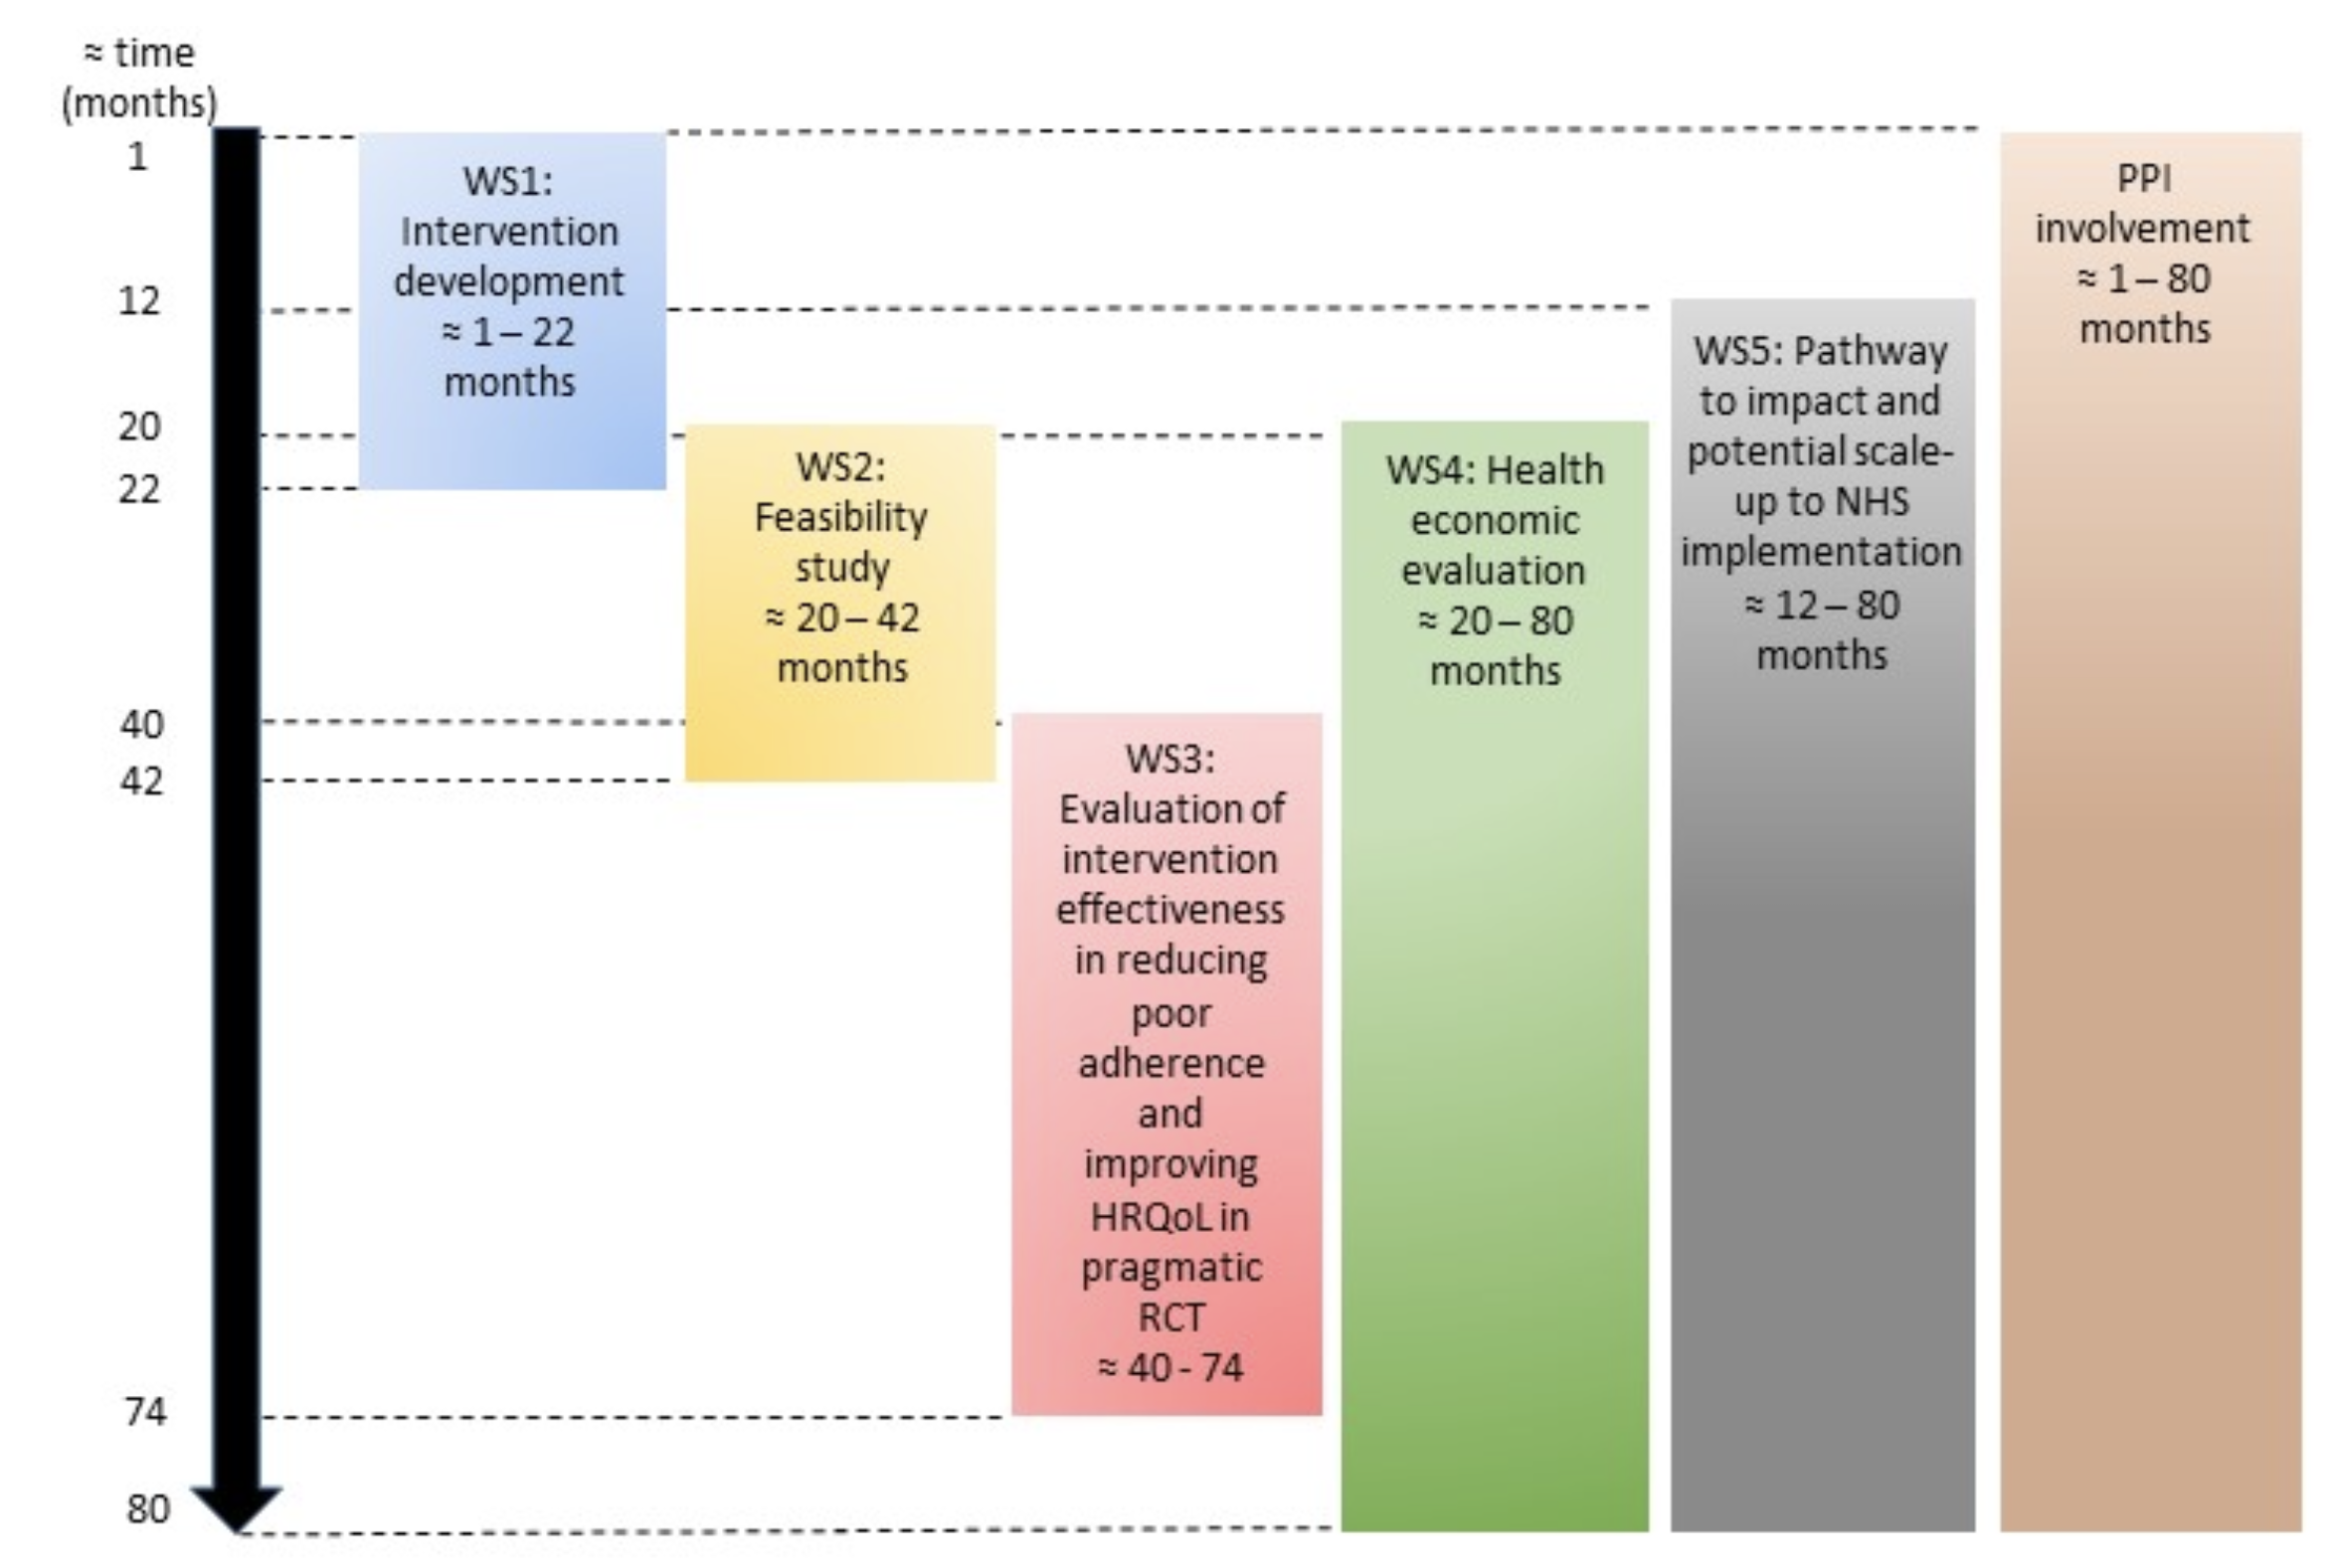 ≈ time
(months)
1
12
20
22
40
42
74
80
WS1:
Intervention
development
≈ 1 – 22
months
WS2:
Feasibility
study
≈ 20 – 42
months
WS3:
Evaluation of
intervention
effectiveness
in reducing
poor
adherence
and
improving
HRQoL in
pragmatic
RCT
≈ 40 - 74
WS4: Health
economic
evaluation
≈ 20 – 80
months
WS5: Pathway
to impact and
potential scale-
up to NHS
implementation
≈ 12 – 80
months
PPI
involvement
≈ 1 – 80
months